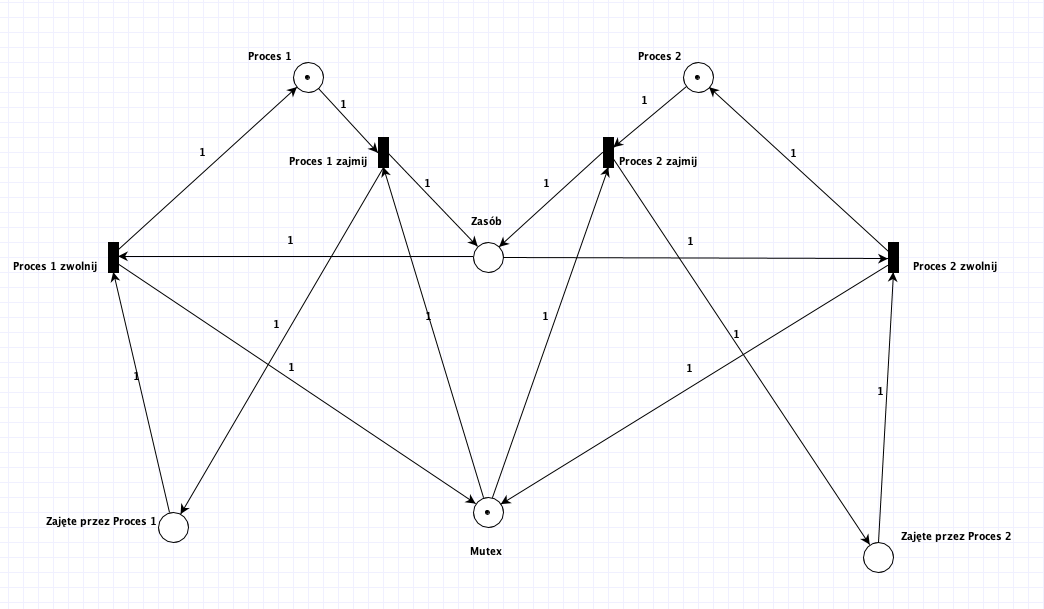 Proces 1
Proces 2
1
1
1
Proces 1 zajmij
Proces 2 zajmij
1
1
1
Zasób
1
1
Proces 1 zwolnij
Proces 2 zwolnij
1
1
1
1
1
1
1
1
Zajęte przez Proces 1
Mutex
Zajęte przez Proces 2